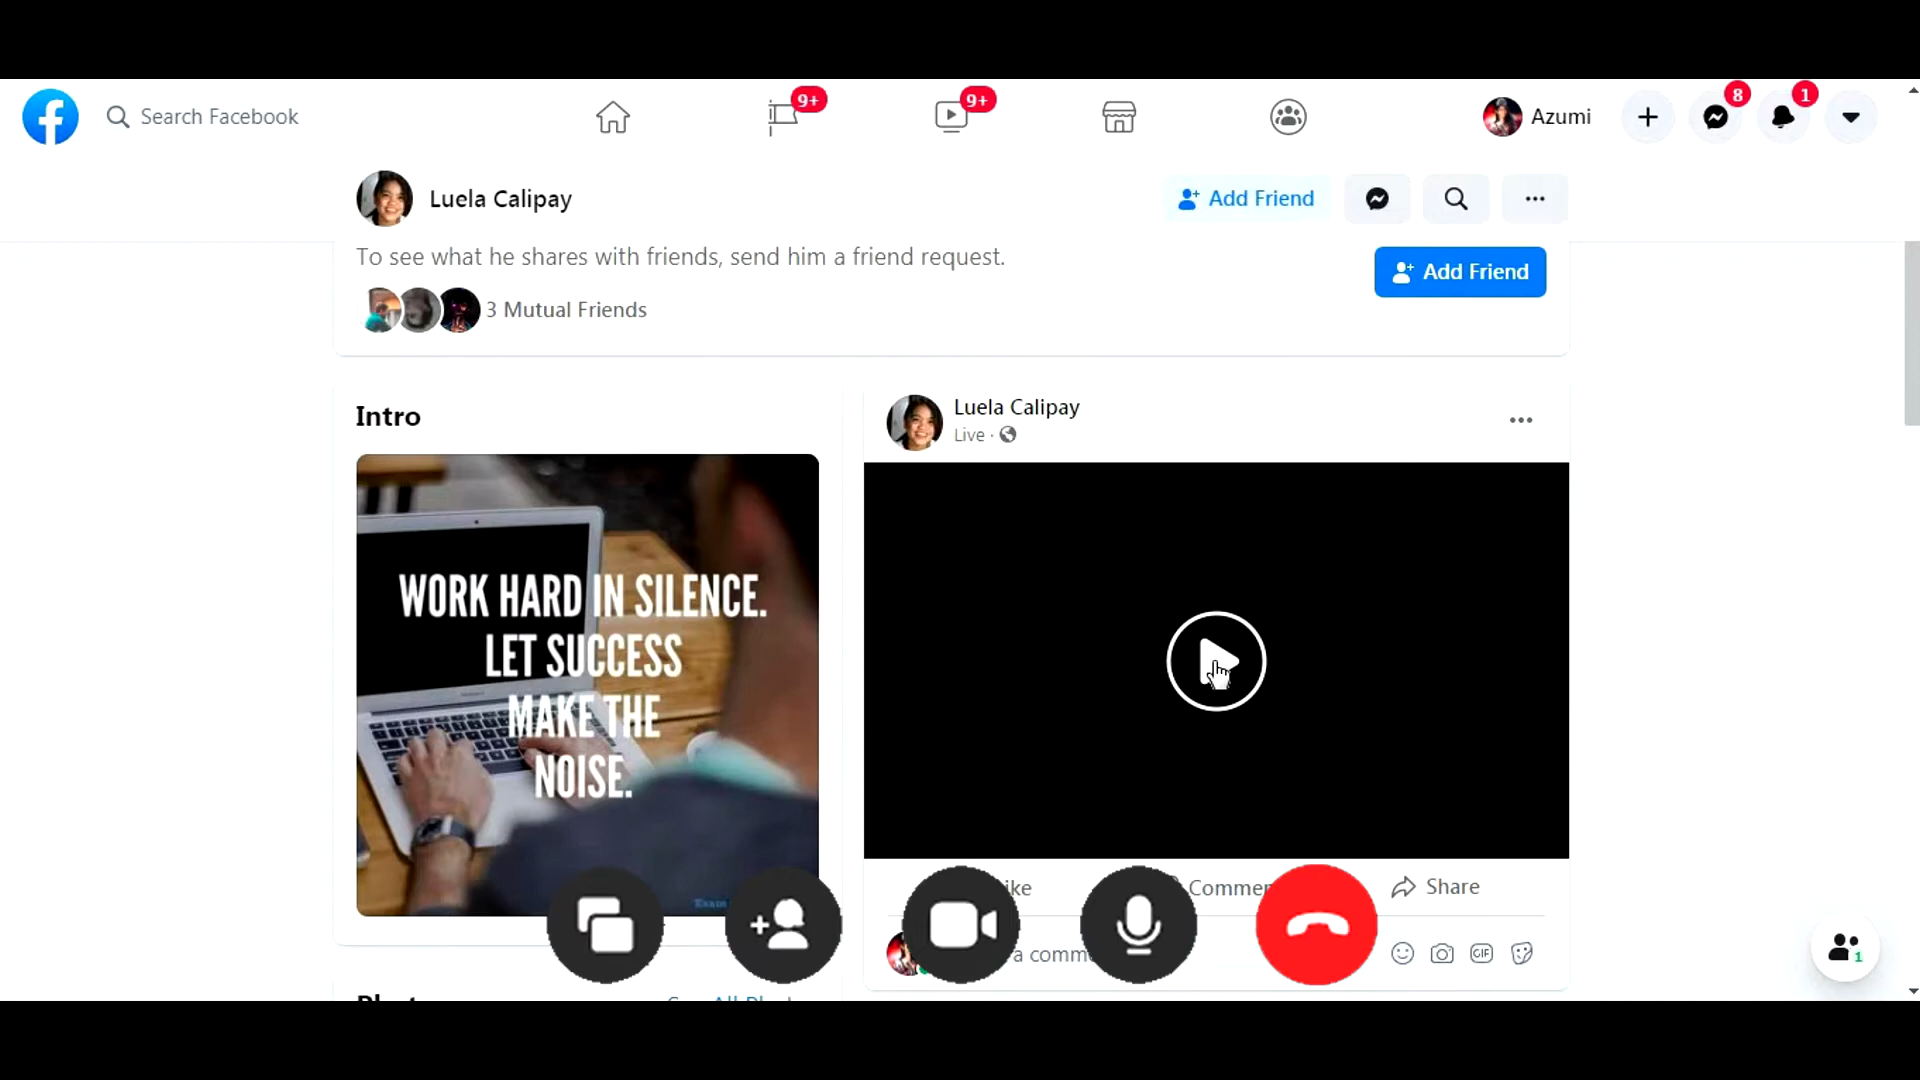 Search Facebook
9+
9+
Azumi
8
1
Luela Calipay
Add Friend
To see what he shares with friends, send him a friend request.
Add Friend
3 Mutual Friends
Intro
WORK HARD IN SILENCE.
LET SUCCESS
MAKE THE
NOISE.
Luela Calipay
Live ·
Share
GIF
1